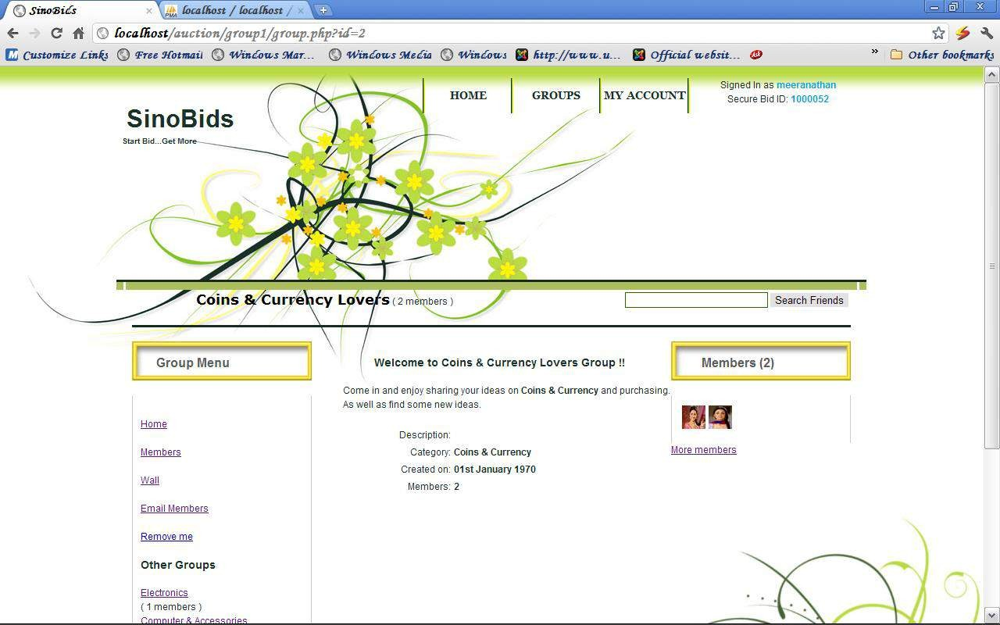 SinoBids
localhost / localhost /
localhost/auction/group1/group.php?id=2
Customize Links Free Hotmail Windows Mar... Windows Media Windows http://www.u... Official websit... Ask » Other bookmarks
HOME GROUPS MY ACCOUNT
Signed In as meeranathan
Secure Bid ID: 1000052
SinoBids
Start Bid...Get More
Coins & Currency Lovers ( 2 members )
Search Friends
Group Menu
Home
Members
Wall
Email Members
Remove me
Other Groups
Electronics
( 1 members )
Computer & Accessories
Welcome to Coins & Currency Lovers Group !!
Come in and enjoy sharing your ideas on Coins & Currency and purchasing.
As well as find some new ideas.
Description:
Category: Coins & Currency
Created on: 01st January 1970
Members: 2
Members (2)
More members